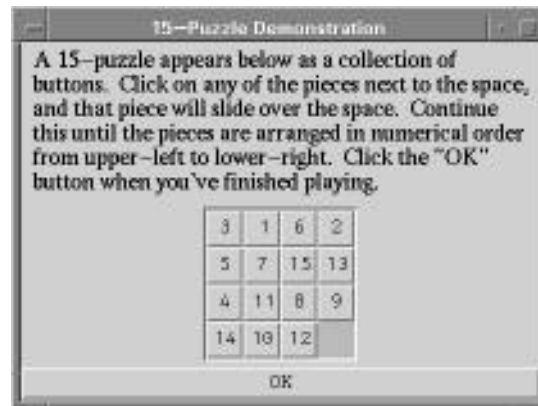 15-Puzzle Demonstration
A 15-puzzle appears below as a collection of
buttons. Click on any of the pieces next to the space,
and that piece will slide over the space. Continue
this until the pieces are arranged in numerical order
from upper-left to lower-right. Click the "OK"
button when you've finished playing.
3 1 6 2
5 7 15 13
4 11 8 9
14 10 12
OK